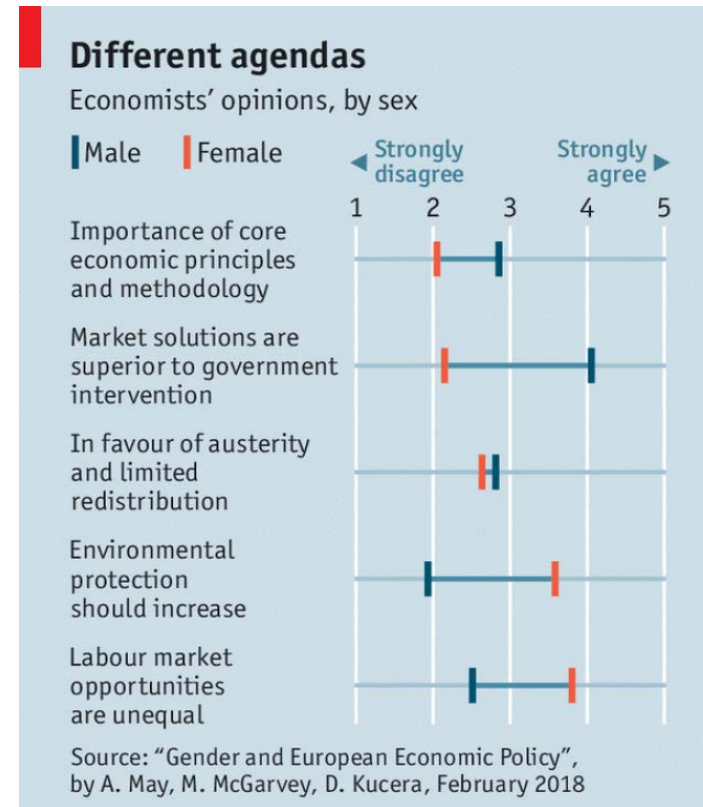 Different agendas
Economists’ opinions, by sex
Male Female
Strongly disagree
Strongly agree
1 2 3 4 5
Importance of core
economic principles
and methodology
Market solutions are
superior to government
intervention
In favour of austerity
and limited
redistribution
Environmental
protection
should increase
Labour market
opportunities
are unequal
Source: “Gender and European Economic Policy”,
by A. May, M. McGarvey, D. Kucera, February 2018